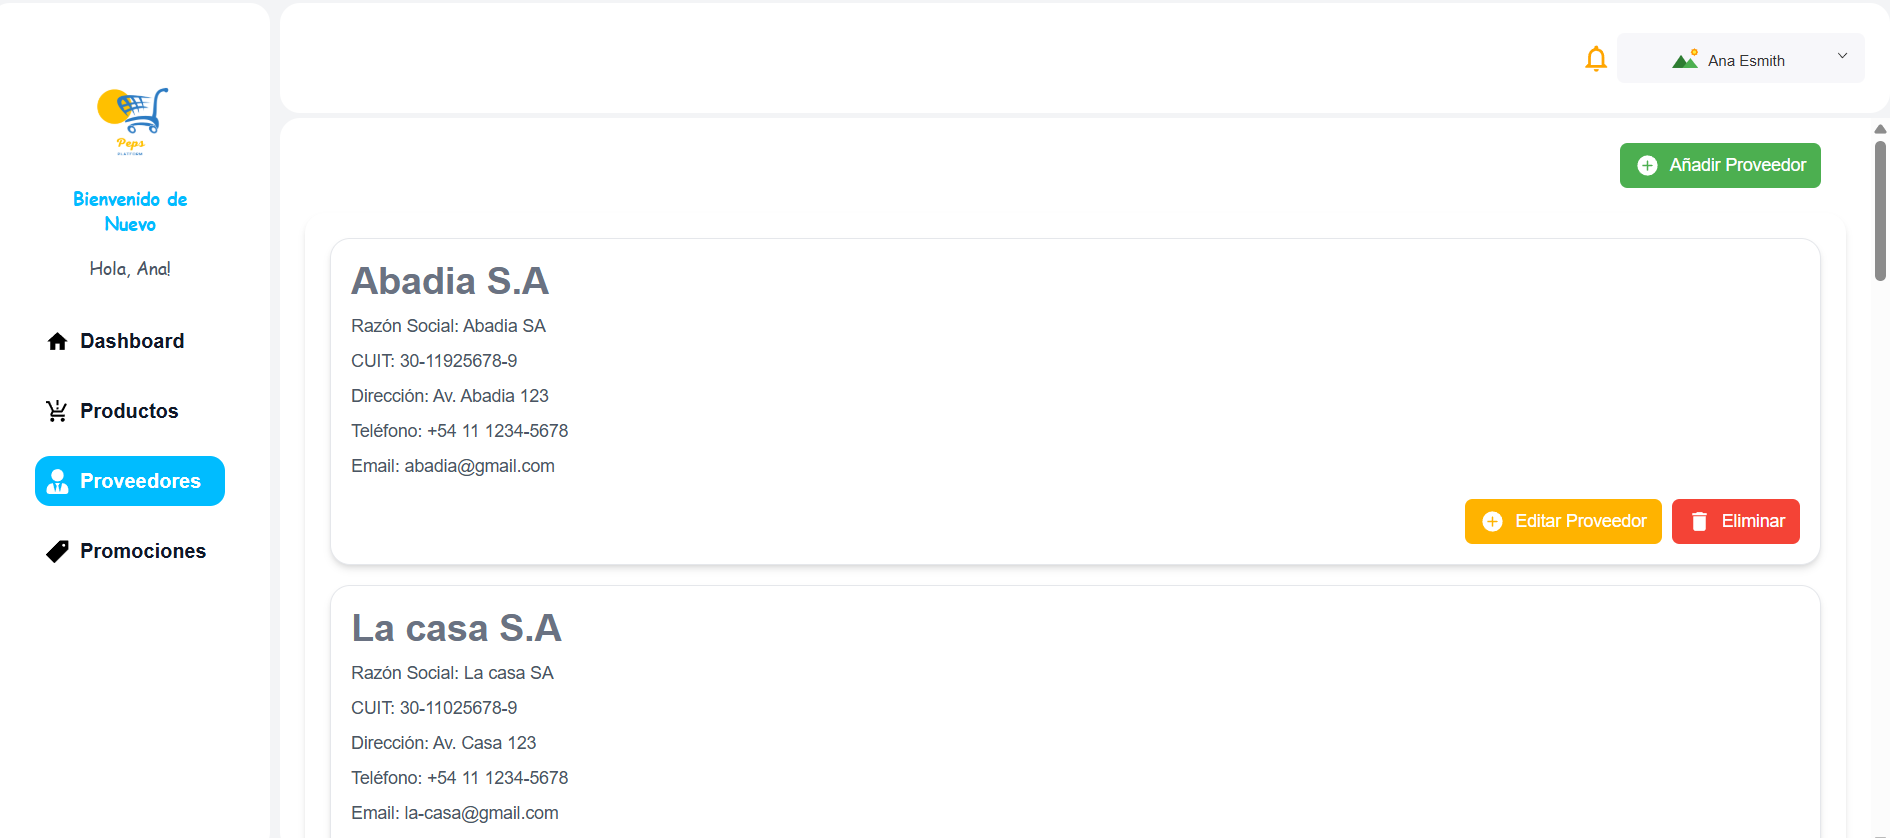 Peps
Bienvenido de
Nuevo
Hola, Ana!
Dashboard
Productos
Proveedores
Promociones
Ana Esmith
Añadir Proveedor
Abadia S.A
Razón Social: Abadia SA
CUIT: 30-11925678-9
Dirección: Av. Abadia 123
Teléfono: +54 11 1234-5678
Email: abadia@gmail.com
Editar Proveedor
Eliminar
La casa S.A
Razón Social: La casa SA
CUIT: 30-11025678-9
Dirección: Av. Casa 123
Teléfono: +54 11 1234-5678
Email: la-casa@gmail.com